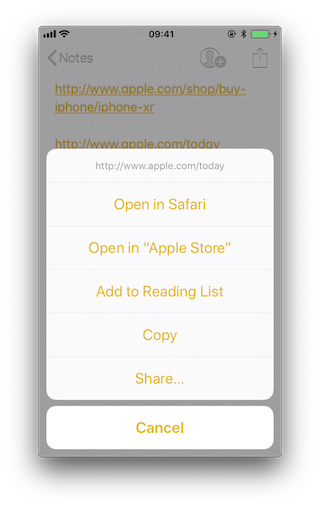 09:41
Notes
http://www.apple.com/shop/buy-
iphone/iphone-xr
http://www.apple.com/today
http://www.apple.com/today
Open in Safari
Open in “Apple Store”
Add to Reading List
Copy
Share...
Cancel